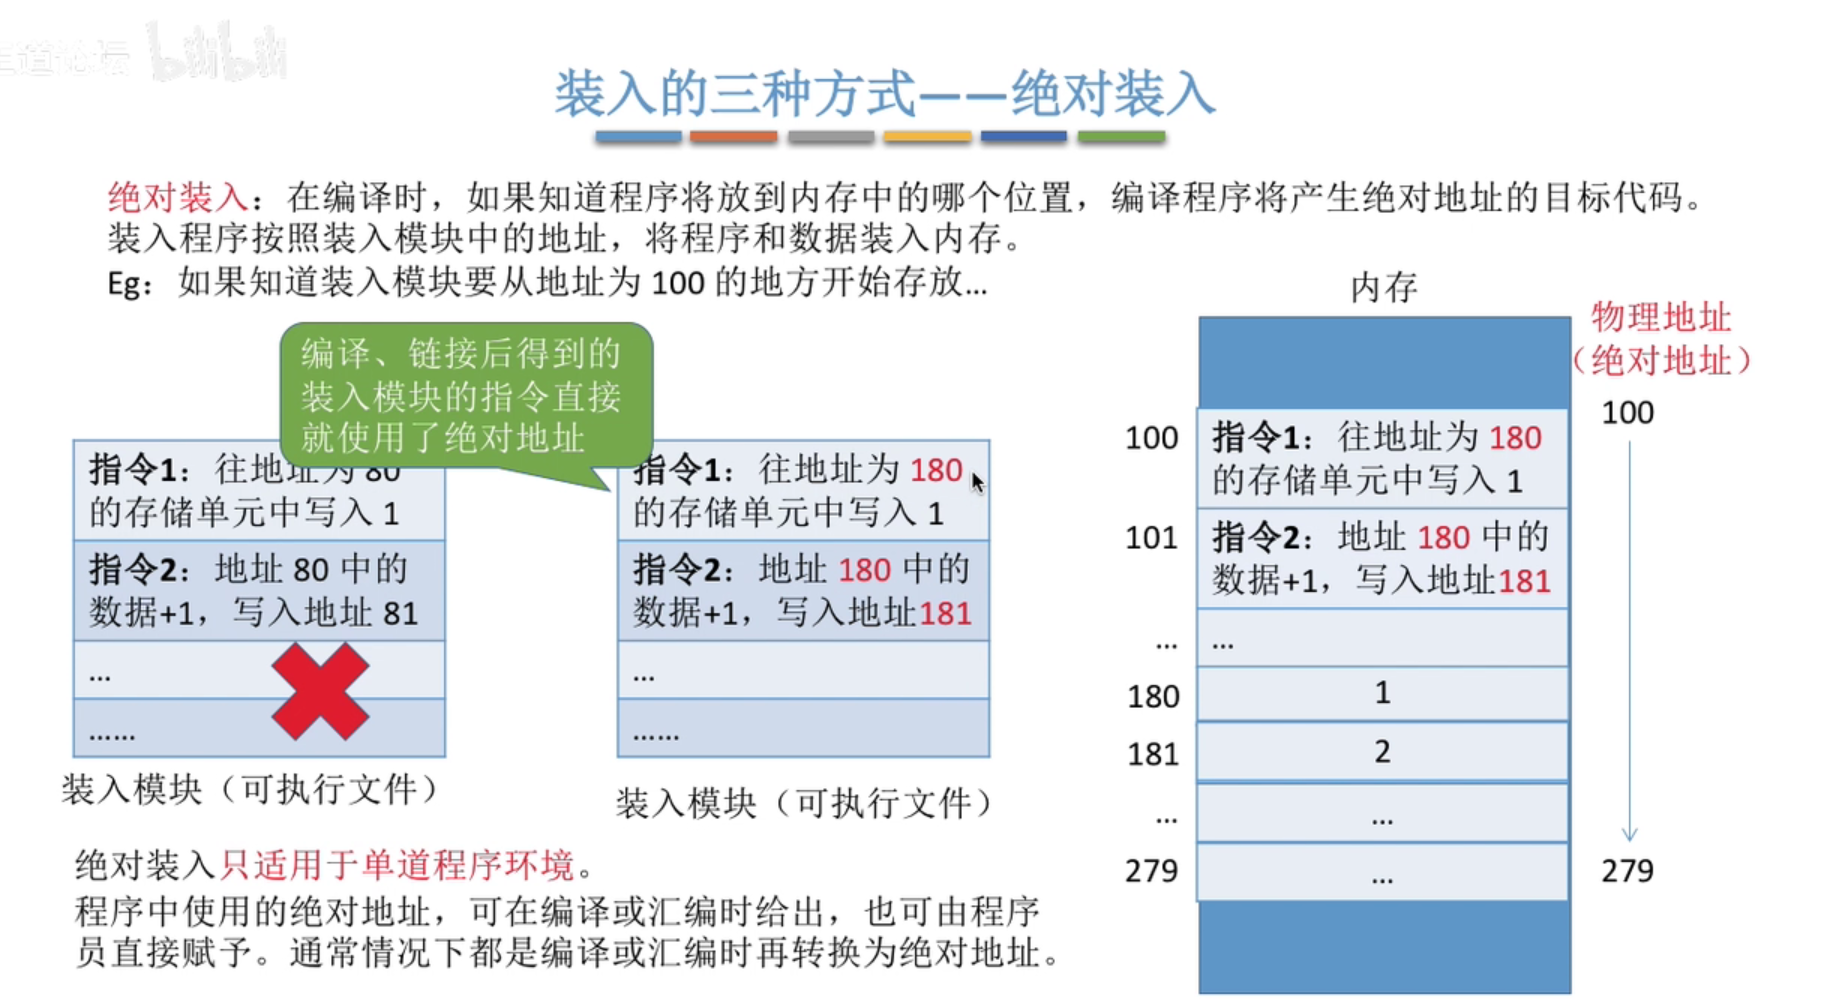 王道论坛 bilibili
装入的三种方式——绝对装入
绝对装入：在编译时，如果知道程序将放到内存中的哪个位置，编译程序将产生绝对地址的目标代码。
装入程序按照装入模块中的地址，将程序和数据装入内存。
Eg：如果知道装入模块要从地址为 100 的地方开始存放...
编译、链接后得到的
装入模块的指令直接
就使用了绝对地址
指令1：往地址为 80
的存储单元中写入 1
指令2：地址 80 中的
数据+1，写入地址 81
...
......
装入模块（可执行文件）
指令1：往地址为 180
的存储单元中写入 1
指令2：地址 180 中的
数据+1，写入地址181
...
......
装入模块（可执行文件）
内存
物理地址
（绝对地址）
100
100
指令1：往地址为 180
的存储单元中写入 1
101
指令2：地址 180 中的
数据+1，写入地址181
... ...
180 1
181 2
... ...
279 ... 279
绝对装入只适用于单道程序环境。
程序中使用的绝对地址，可在编译或汇编时给出，也可由程序
员直接赋予。通常情况下都是编译或汇编时再转换为绝对地址。